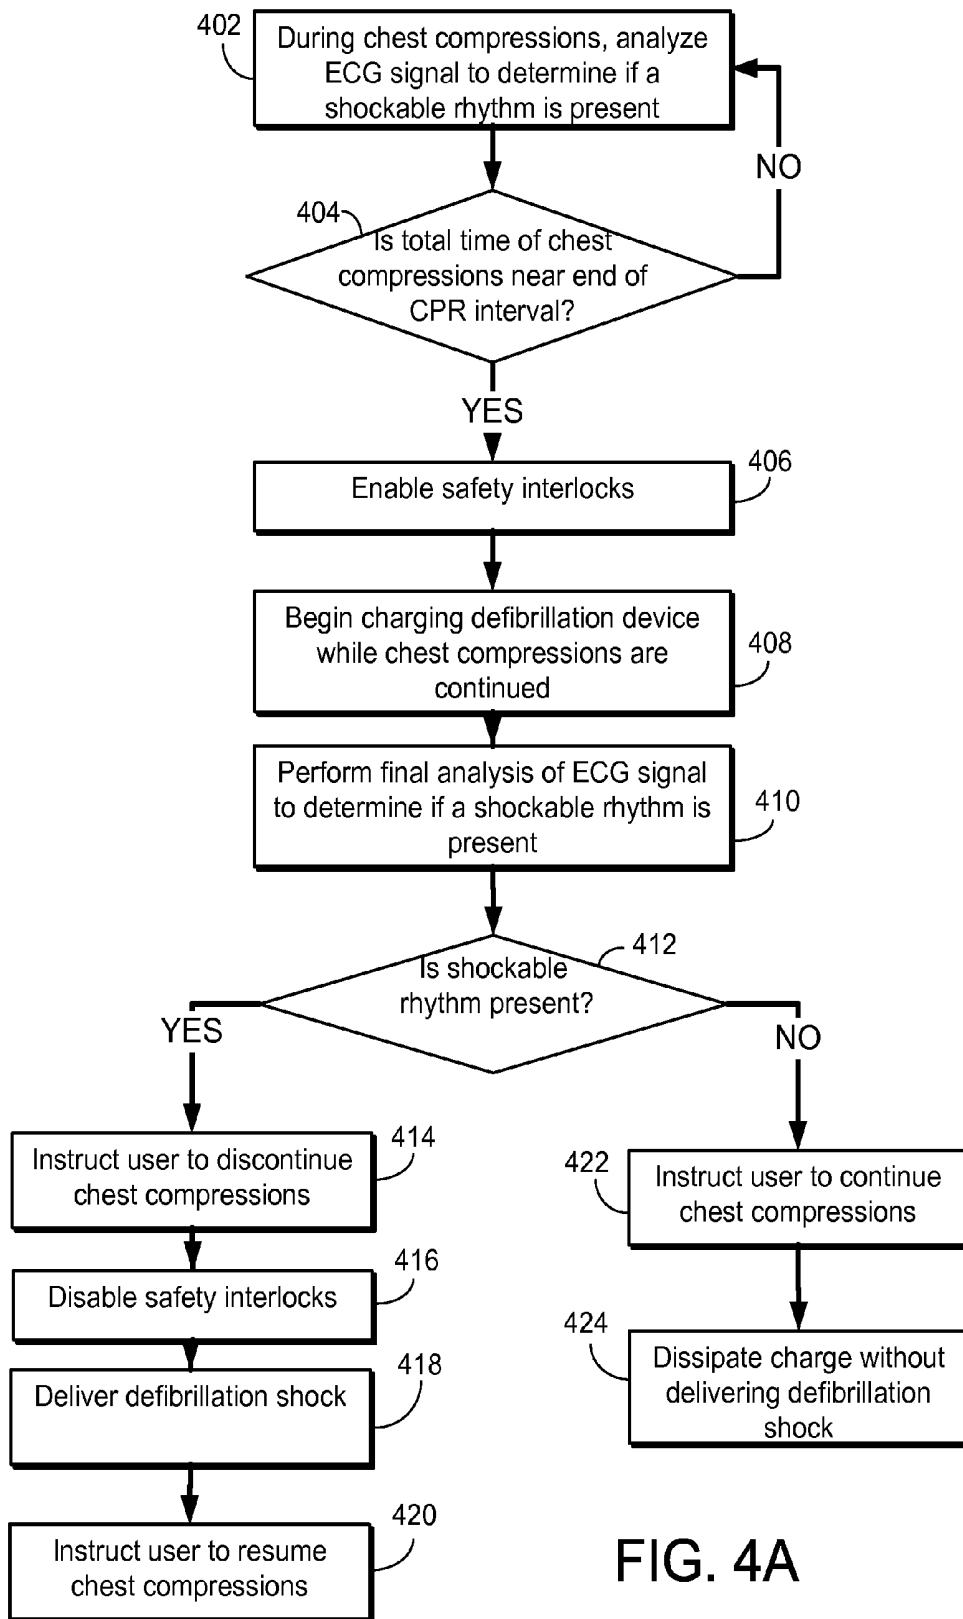 402
During chest compressions, analyze
ECG signal to determine if a
shockable rhythm is present
NO
404
Is total time of chest
compressions near end of
CPR interval?
YES
406
Enable safety interlocks
Begin charging defibrillation device
while chest compressions are
continued
408
Perform final analysis of ECG signal
to determine if a shockable rhythm is
present
410
412
Is shockable
rhythm present?
YES
NO
414
Instruct user to discontinue
chest compressions
422
Instruct user to continue
chest compressions
416
Disable safety interlocks
424
Dissipate charge without
delivering defibrillation
shock
418
Deliver defibrillation shock
420
Instruct user to resume
chest compressions
FIG. 4A